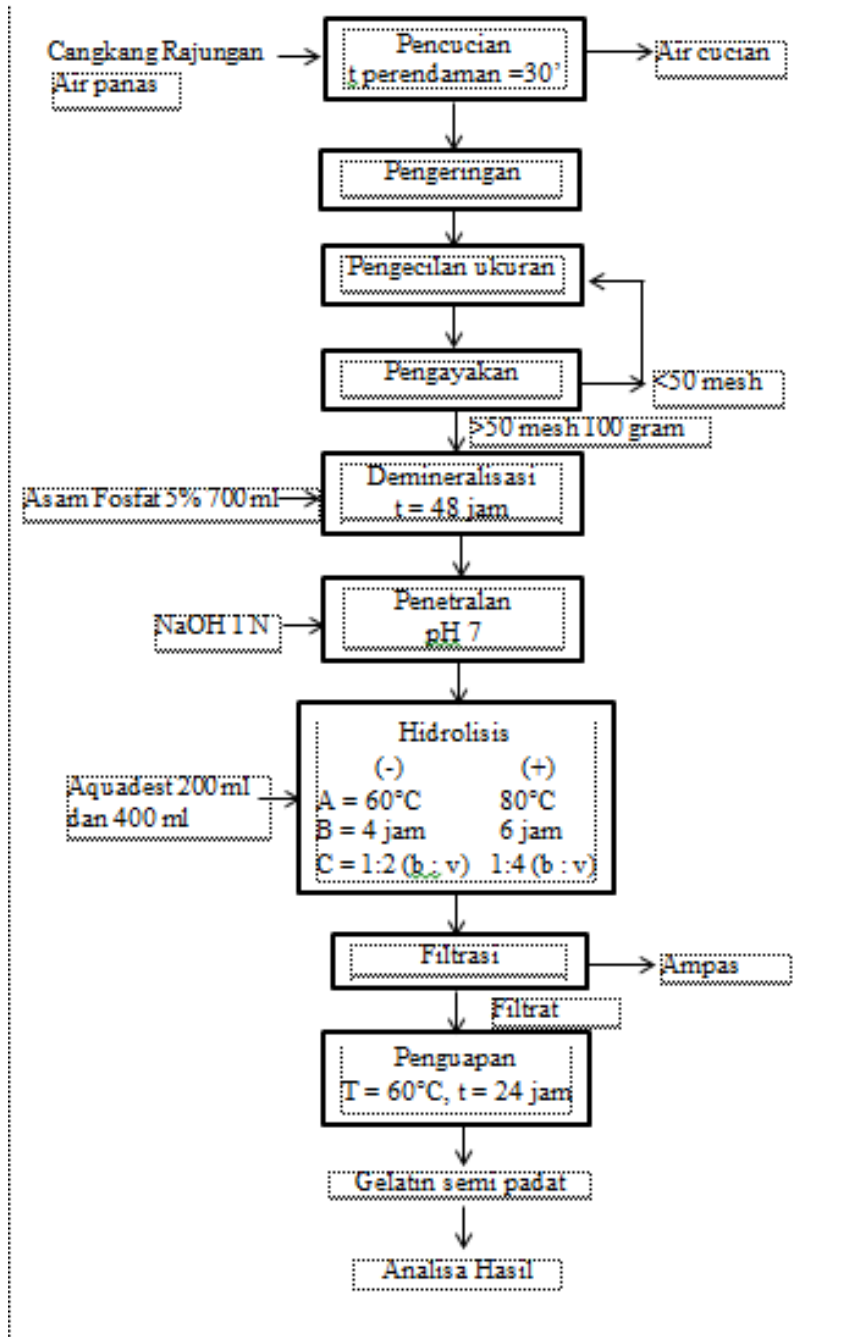 Cangkang Rajungan
Air panas
Pencucian
t perendaman =30’
Air cucian
Pengeringan
Pengecilan ukuran
Pengayakan
<50 mesh
>50 mesh 100 gram
Asam Fosfat 5% 700 ml
Demineralisasi
t = 48 jam
NaOH 1 N
Penetralan
pH 7
Aquadest 200 ml
dan 400 ml
Hidrolisis
(-) (+)
A = 60°C 80°C
B = 4 jam 6 jam
C = 1:2 (b : v) 1:4 (b : v)
Filtrasi
Ampas
Filtrat
Penguapan
T = 60°C, t = 24 jam
Gelatin semi padat
Analisa Hasil